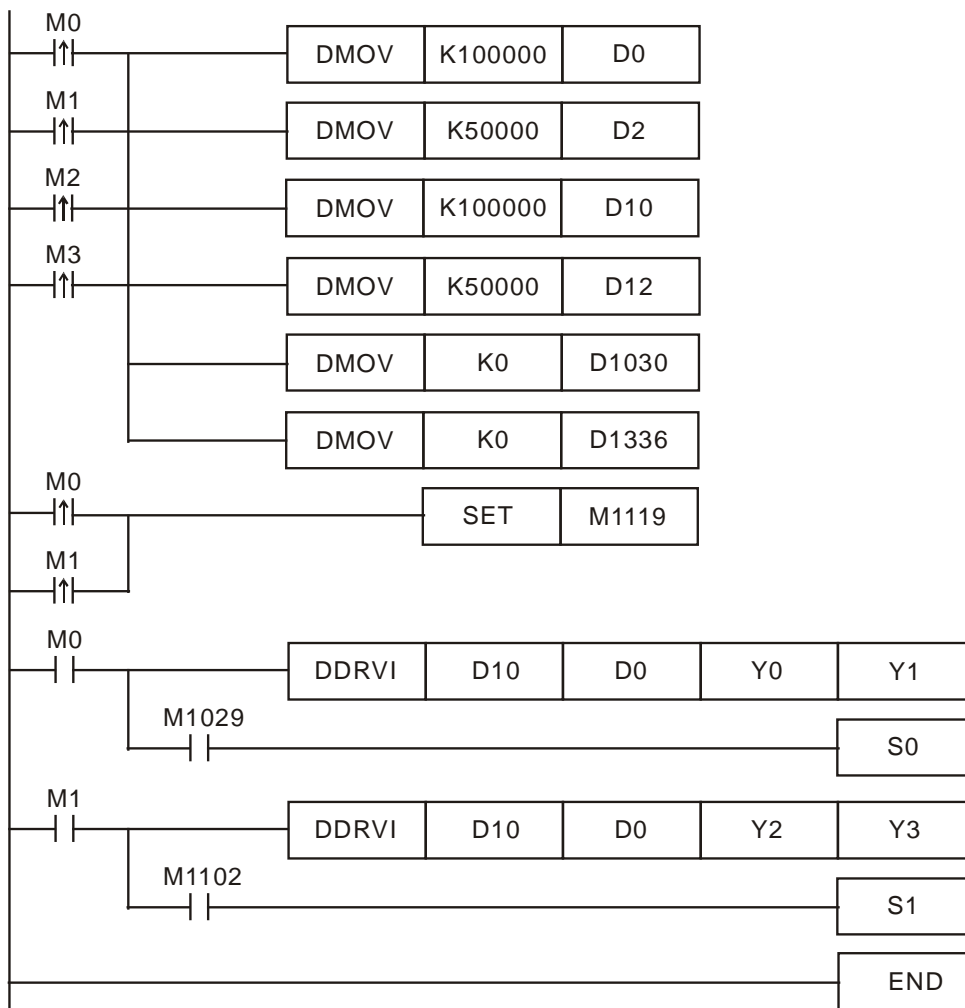 M0
DMOV K100000 D0
M1
DMOV K50000 D2
M2
DMOV K100000 D10
M3
DMOV K50000 D12
DMOV K0 D1030
DMOV K0 D1336
M0
SET M1119
M1
M0
DDRVI D10 D0 Y0 Y1
M1029
S0
M1
DDRVI D10 D0 Y2 Y3
M1102
S1
END